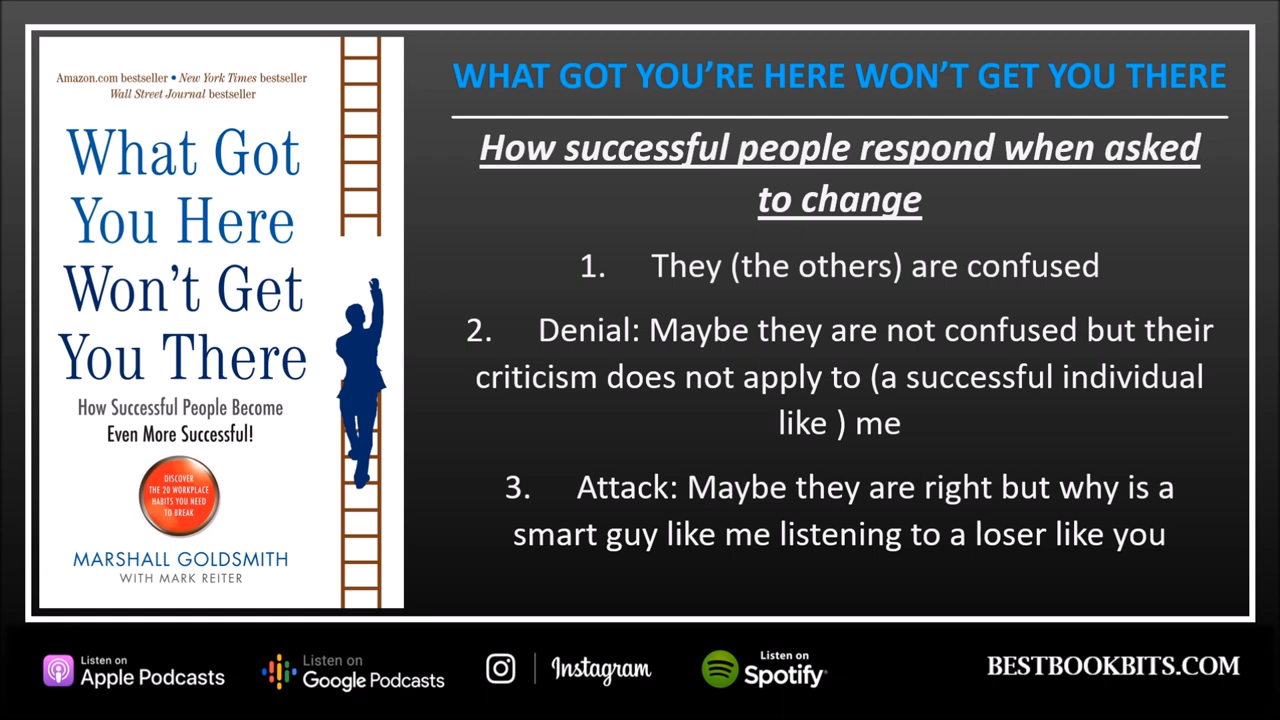 Amazon.com bestseller • New York Times bestseller
Wall Street Journal bestseller
What Got
You Here
Won't Get
You There
How Successful People Become
Even More Successful!
DISCOVER
THE 20 WORKPLACE
HABITS YOU NEED
TO BREAK
MARSHALL GOLDSMITH
WITH MARK REITER
WHAT GOT YOU'RE HERE WON'T GET YOU THERE
How successful people respond when asked
to change
1. They (the others) are confused
2. Denial: Maybe they are not confused but their
criticism does not apply to (a successful individual
like ) me
3. Attack: Maybe they are right but why is a
smart guy like me listening to a loser like you
Listen on
Apple Podcasts
Listen on
Google Podcasts
Instagram
Listen on
Spotify
BESTBOOKBITS.COM